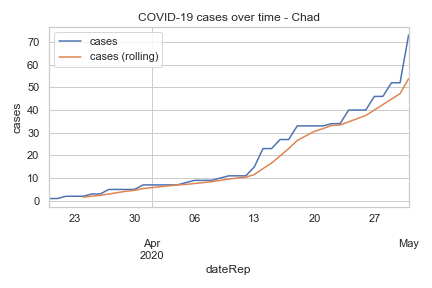 COVID-19 cases over time - Chad
cases
cases (rolling)
cases
70
60
50
40
30
20
10
0
23 30 06 13 20 27
Apr May
2020
dateRep